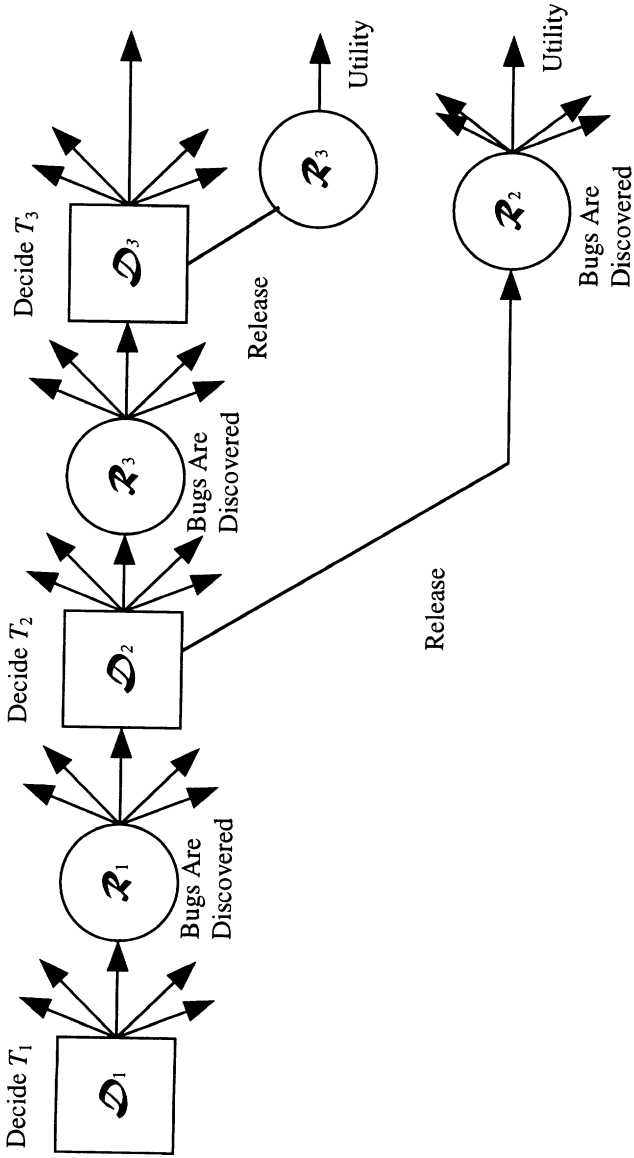 Decide T₁
Decide T₂
Decide T₃
𝒟₁
ℛ₁
𝒟₂
ℛ₃
𝒟₃
Bugs Are
Discovered
Bugs Are
Discovered
Release
ℛ₃
Utility
Release
ℛ₂
Utility
Bugs Are
Discovered